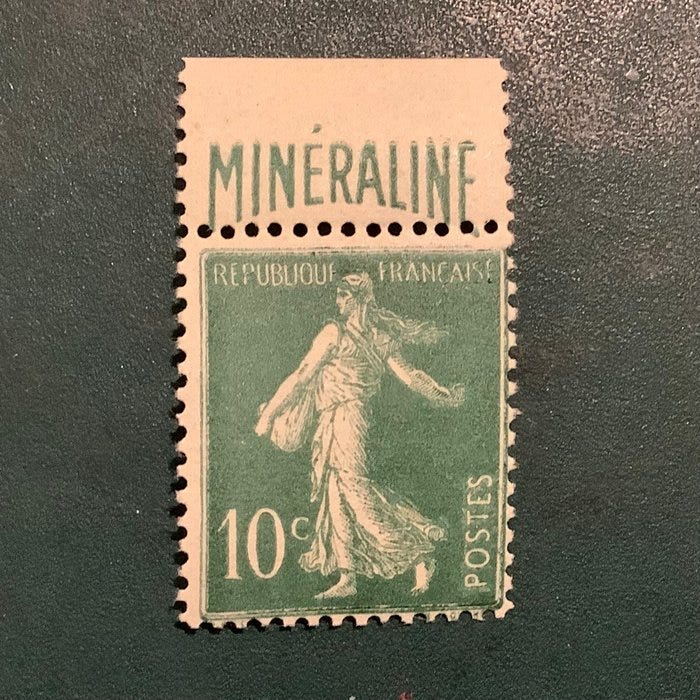 MINÉRALINE
REPUBLIQUE FRANÇAISE
10c
POSTES